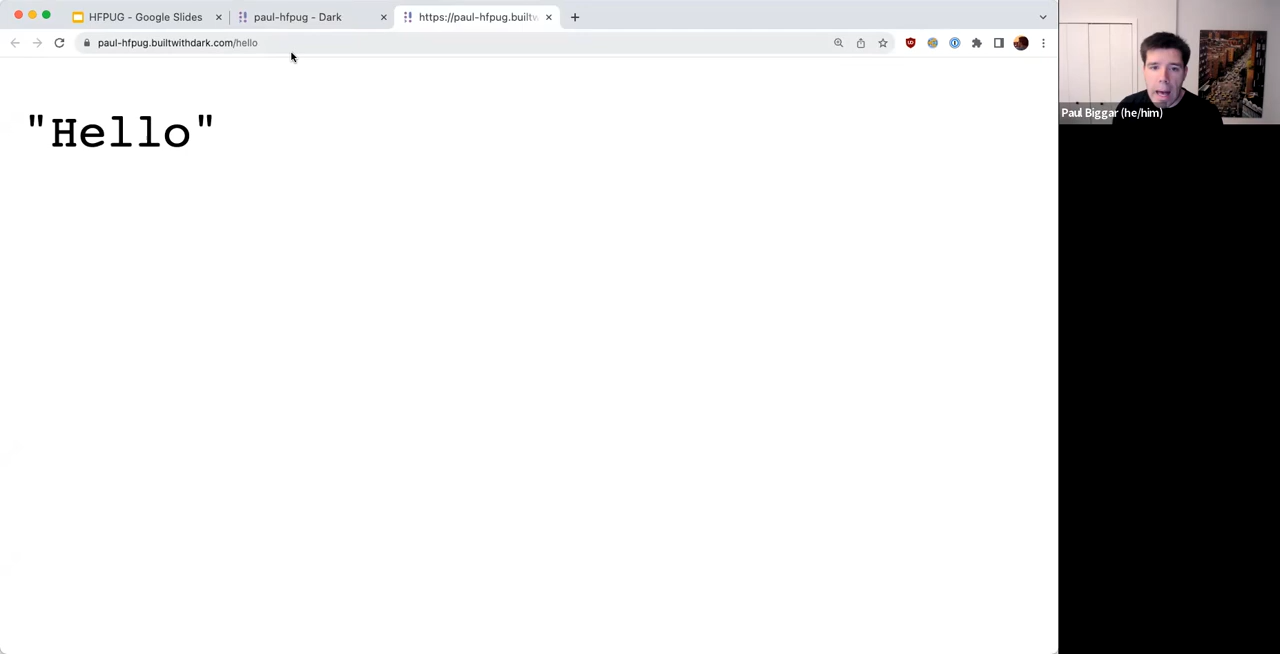 HFPUG - Google Slides
paul-hfpug - Dark
https://paul-hfpug.builtw
paul-hfpug.builtwithdark.com/hello
"Hello"
Paul Biggar (he/him)